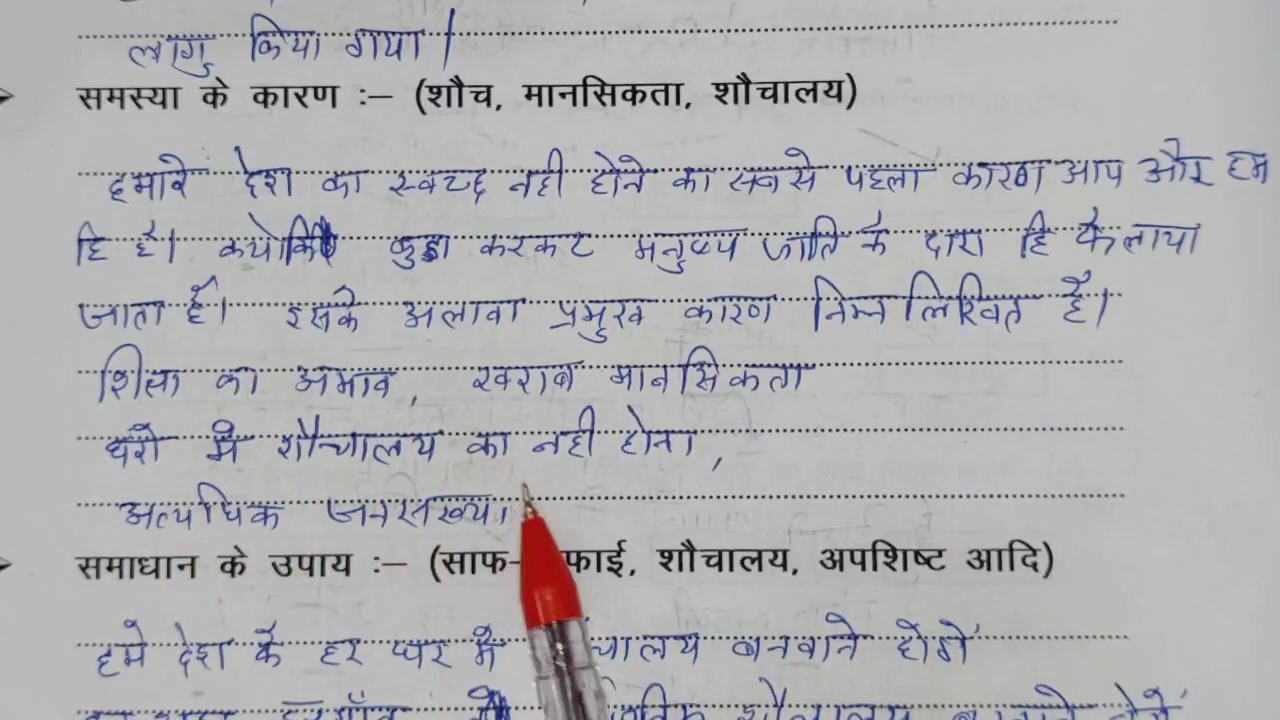 लागु किया गया।
समस्या के कारण :– (शौच, मानसिकता, शौचालय)
हमारे देश का स्वच्छ नही होने का सबसे पहला कारण आप और हम
हि है। कयोकि कुडा करकट मनुष्य जाति के दारा हि फैलाया
जाता है। इसके अलावा प्रमुख कारण निम्नलिखित है।
शिक्षा का अभाव, खराब मानसिकता
घरो मे शौचालय का नही होना,
अत्यधिक जनसंख्या
समाधान के उपाय :– (साफ- फाई, शौचालय, अपशिष्ट आदि)
हमे देश के हर घर मे चालय बनवाने होगें
शौचालय